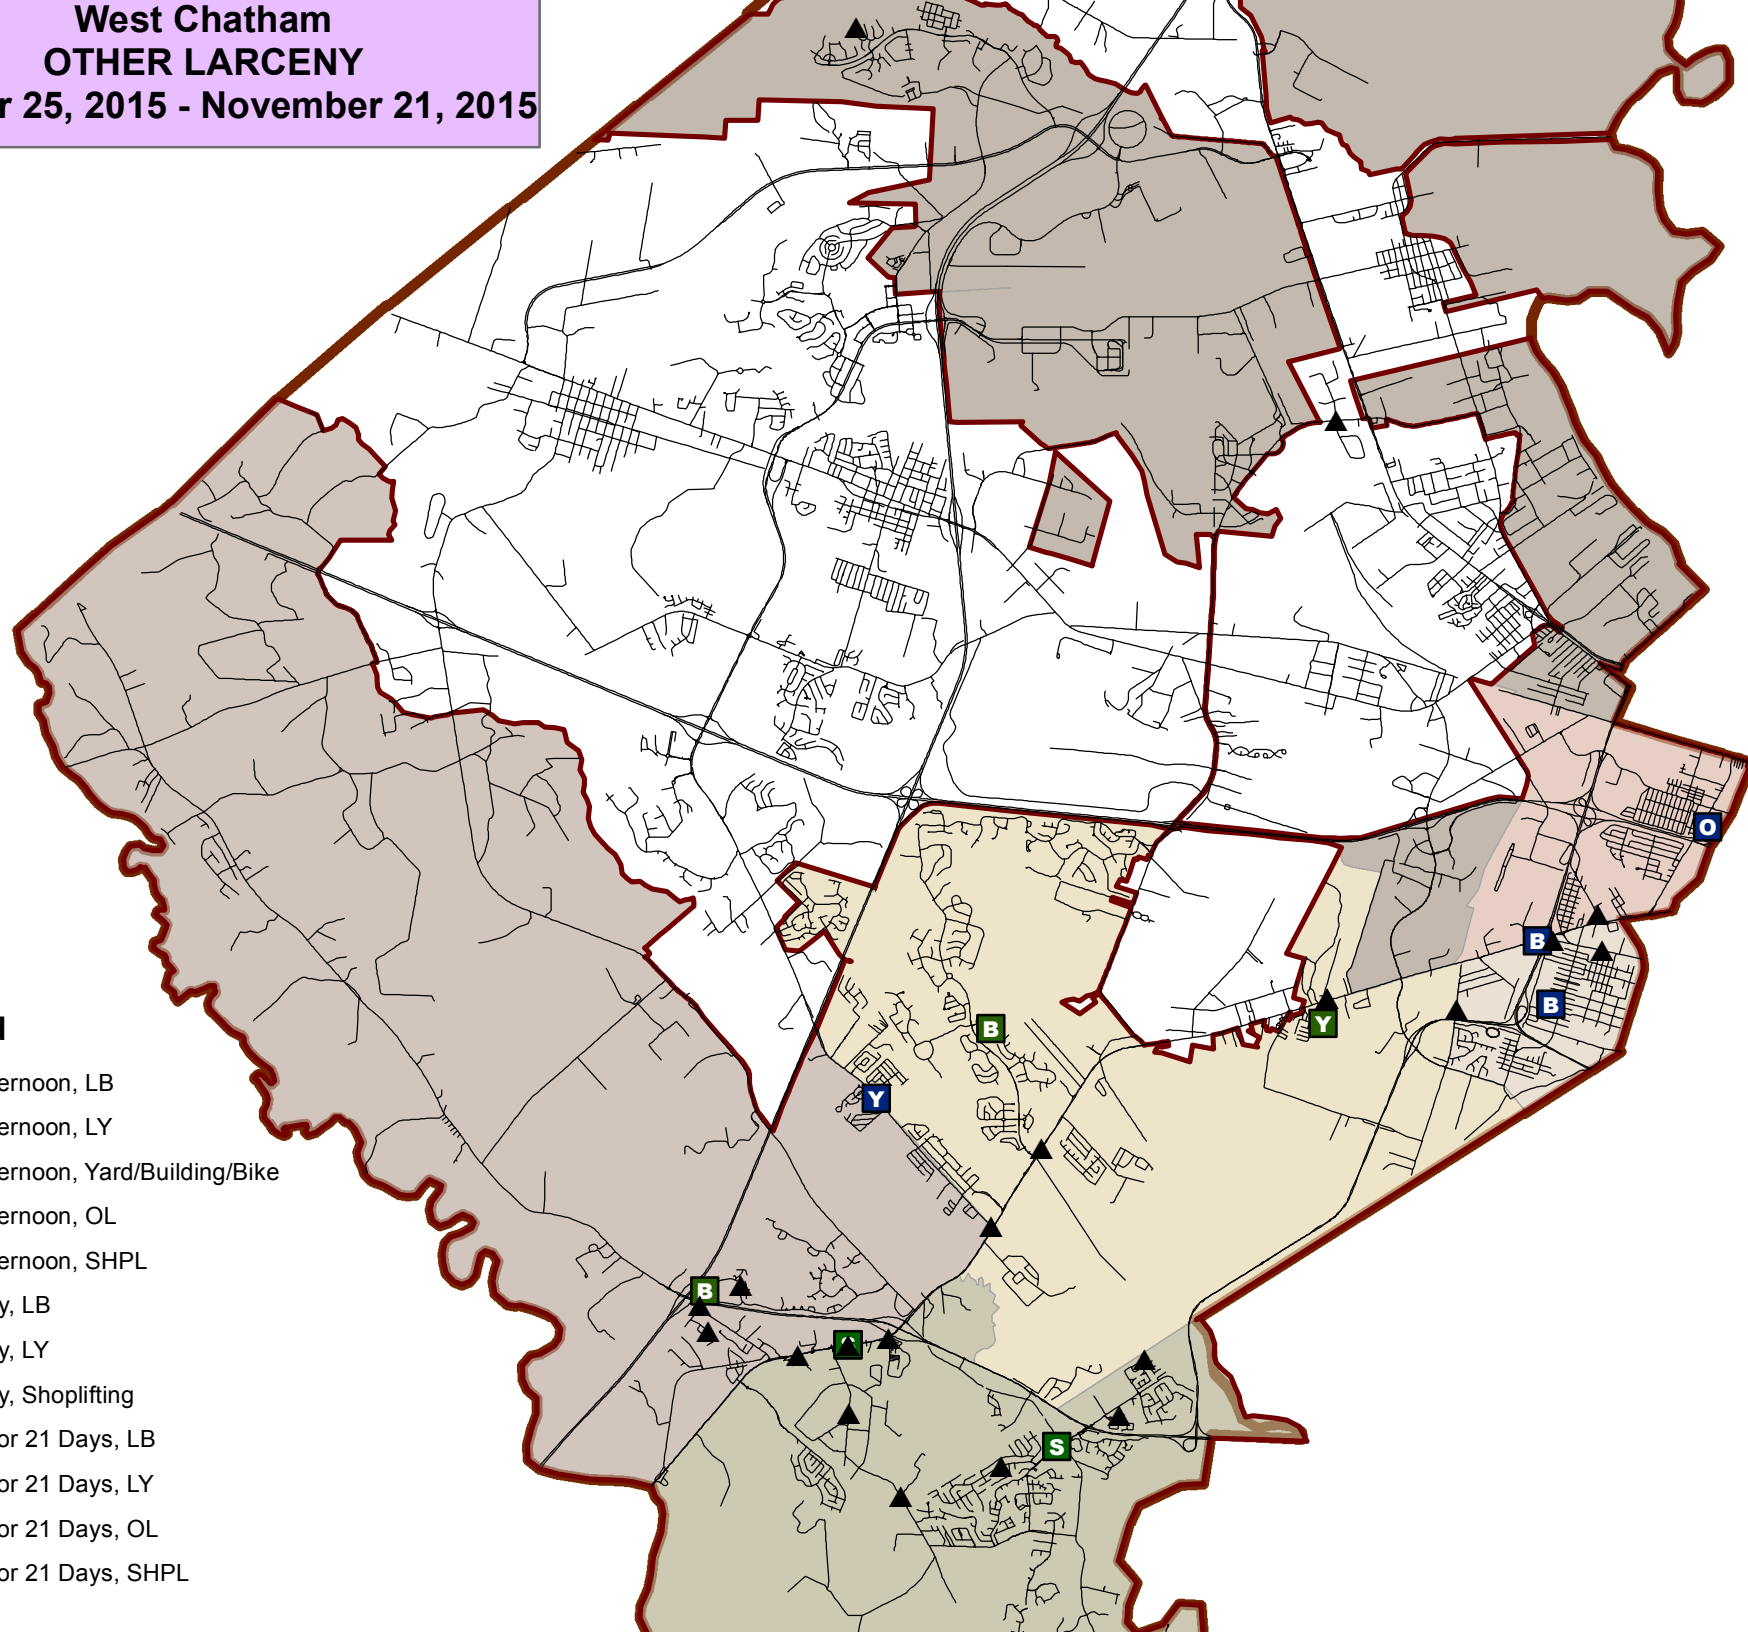 West Chatham
OTHER LARCENY
r 25, 2015 - November 21, 2015
O
B
B
B
Y
Y
B
S
ernoon, LB
ernoon, LY
ernoon, Yard/Building/Bike
ernoon, OL
ernoon, SHPL
y, LB
y, LY
y, Shoplifting
or 21 Days, LB
or 21 Days, LY
or 21 Days, OL
or 21 Days, SHPL